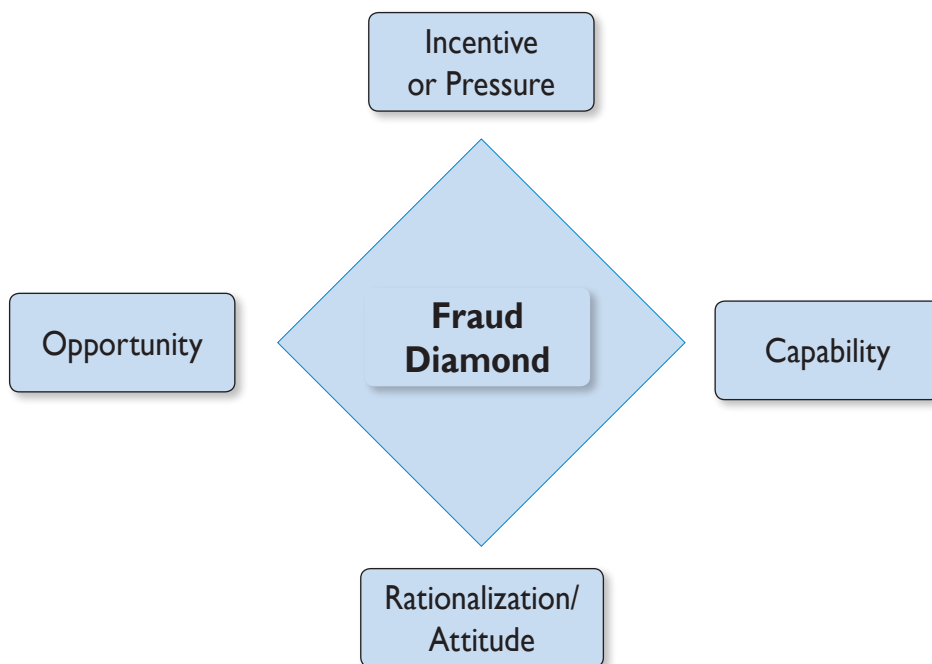 Incentive
or Pressure
Opportunity
Fraud
Diamond
Capability
Rationalization/
Attitude